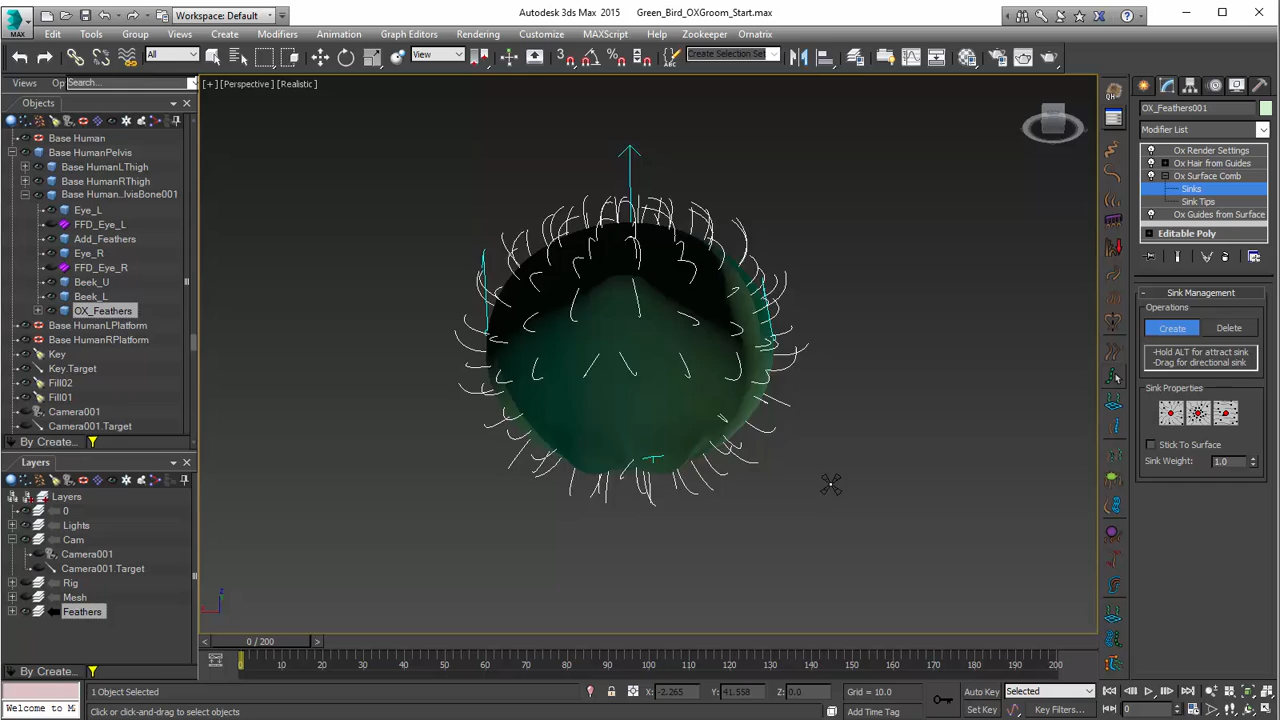 Workspace: Default
Autodesk 3ds Max 2015
Green_Bird_OXGroom_Start.max
MAX
Edit Tools Group Views Create Modifiers Animation Graph Editors Rendering Customize MAXScript Help Zookeeper Ornatrix
All
View
Create Selection Set
Views Op Search...
[+] [Perspective] [Realistic]
Objects
Base Human
Base HumanPelvis
Base HumanLThigh
Base HumanRThigh
Base Human...lvisBone001
Eye_L
FFD_Eye_L
Add_Feathers
Eye_R
FFD_Eye_R
Beek_U
Beek_L
OX_Feathers
Base HumanLPlatform
Base HumanRPlatform
Key
Key.Target
Fill02
Fill01
Camera001
Camera001.Target
By Create...
Layers
Layers
0
Lights
Cam
Camera001
Camera001.Target
Rig
Mesh
Feathers
By Create...
OX_Feathers001
Modifier List
Ox Render Settings
Ox Hair from Guides
Ox Surface Comb
Sinks
Sink Tips
Ox Guides from Surface
Editable Poly
Sink Management
Operations
Create Delete
-Hold ALT for attract sink
-Drag for directional sink
Sink Properties
Stick To Surface
Sink Weight: 1.0
z
0 / 200
0 10 20 30 40 50 60 70 80 90 100 110 120 130 140 150 160 170 180 190 200
1 Object Selected
X: -2.265 Y: 41.558 Z: 0.0 Grid = 10.0
Auto Key Selected
Welcome to M
Click or click-and-drag to select objects
Add Time Tag
Set Key Key Filters... 0